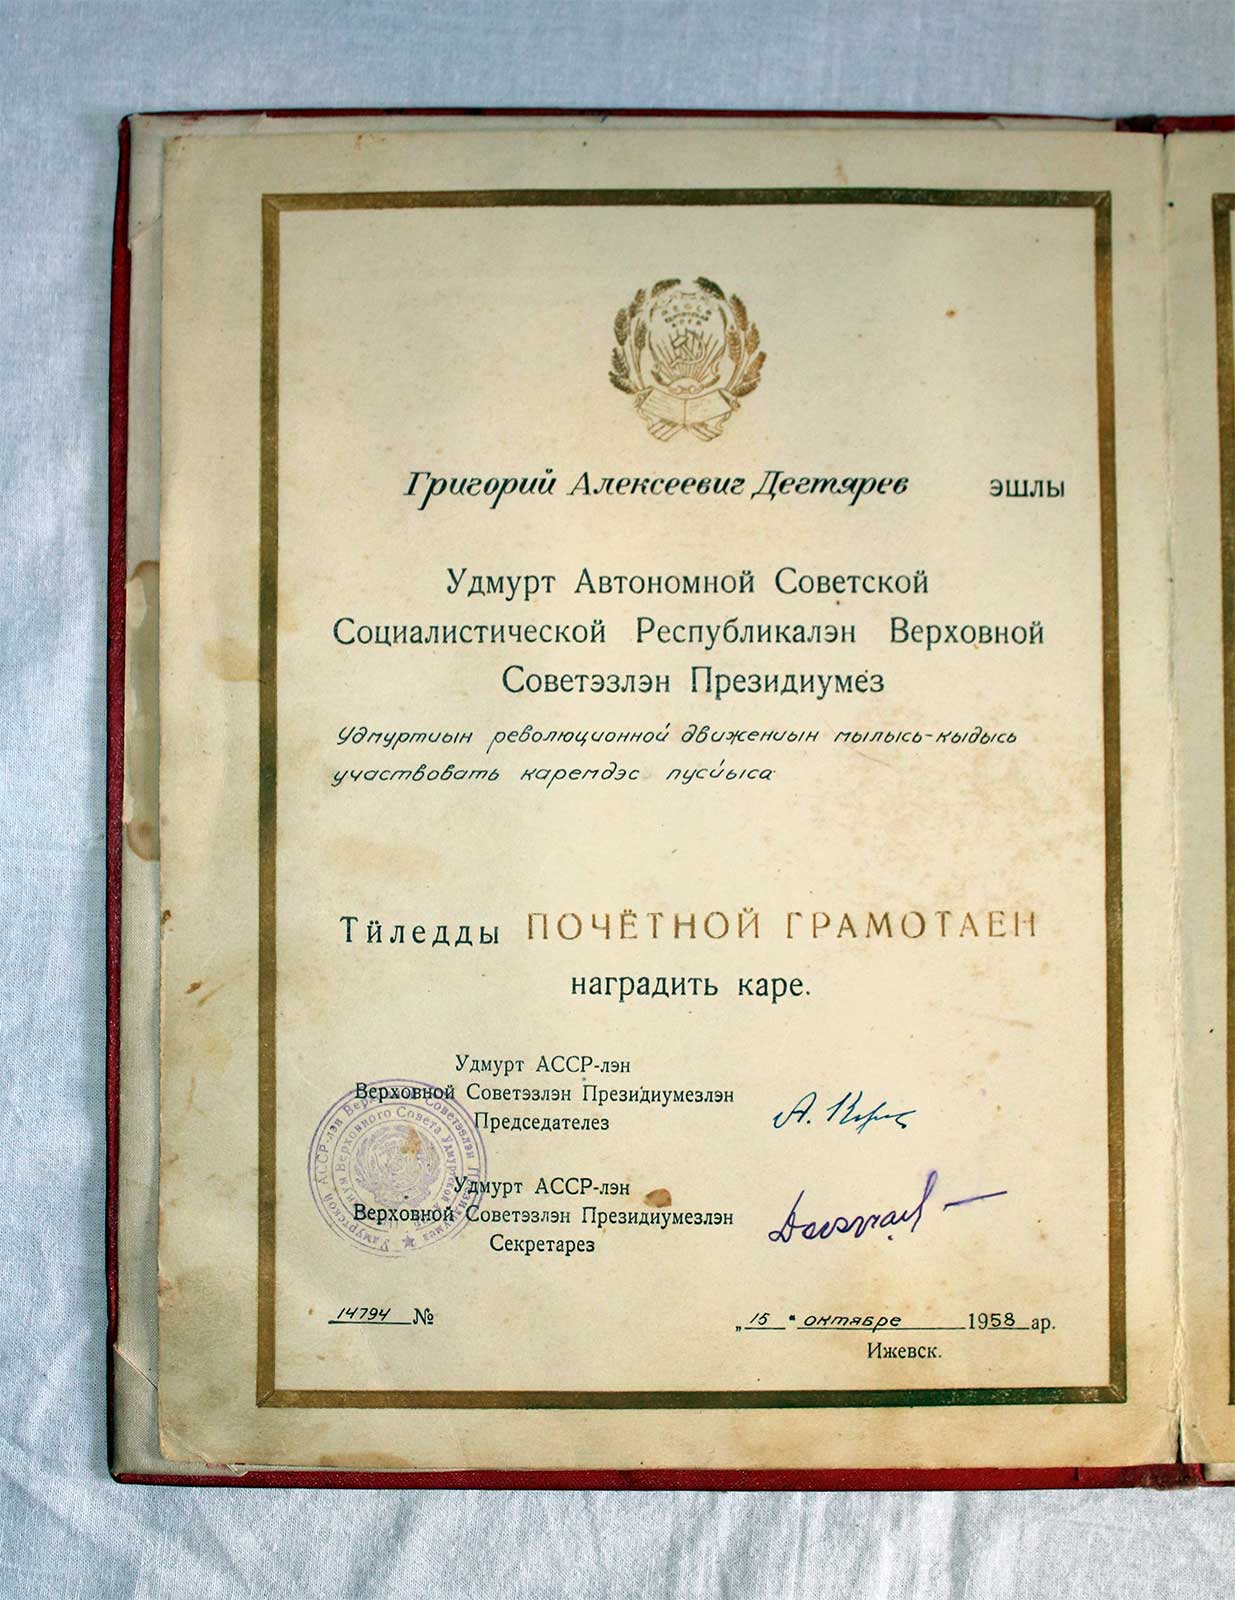 Григорий Алексеевич Дегтярев эшлы
Удмурт Автономной Советской
Социалистической Республикалэн Верховной
Советэзлэн Президиумез
Удмуртиын революционной движениын мылысь-кыдысь
участвовать каремдэс пусйыса
Тӥледды ПОЧЁТНОЙ ГРАМОТАЕН
наградить каре.
Удмурт АССР-лэн
Верховной Советэзлэн Президиумезлэн
Председателез
Удмурт АССР-лэн
Верховной Советэзлэн Президиумезлэн
Секретарез
14794 №
„15“ октябре 1958 ар.
Ижевск.